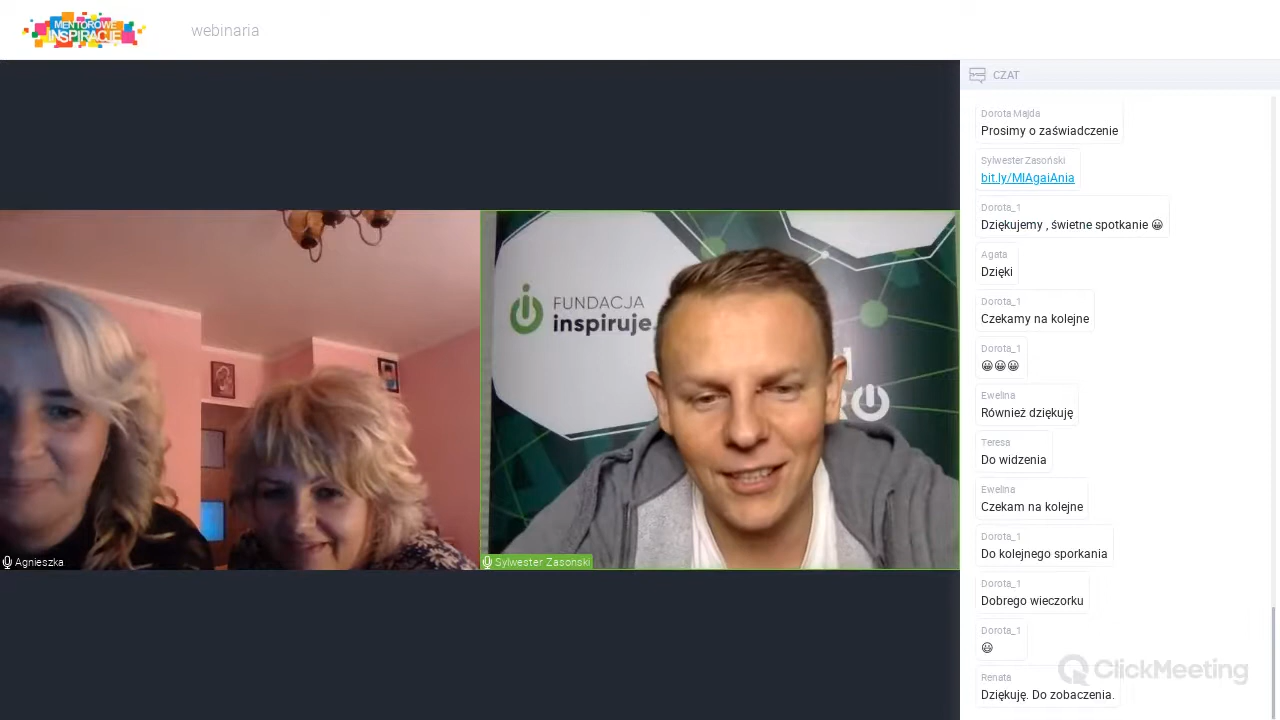 MENTOROWE
INSPIRACJE
webinaria
CZAT
FUNDACJA
inspiruje.
Agnieszka
Sylwester Zasoński
Dorota Majda
Prosimy o zaświadczenie
Sylwester Zasoński
bit.ly/MIAgaiAnia
Dorota_1
Dziękujemy , świetne spotkanie 😀
Agata
Dzięki
Dorota_1
Czekamy na kolejne
Dorota_1
😀😀😀
Ewelina
Również dziękuję
Teresa
Do widzenia
Ewelina
Czekam na kolejne
Dorota_1
Do kolejnego sporkania
Dorota_1
Dobrego wieczorku
Dorota_1
😃
Renata
Dziękuję. Do zobaczenia.
ClickMeeting